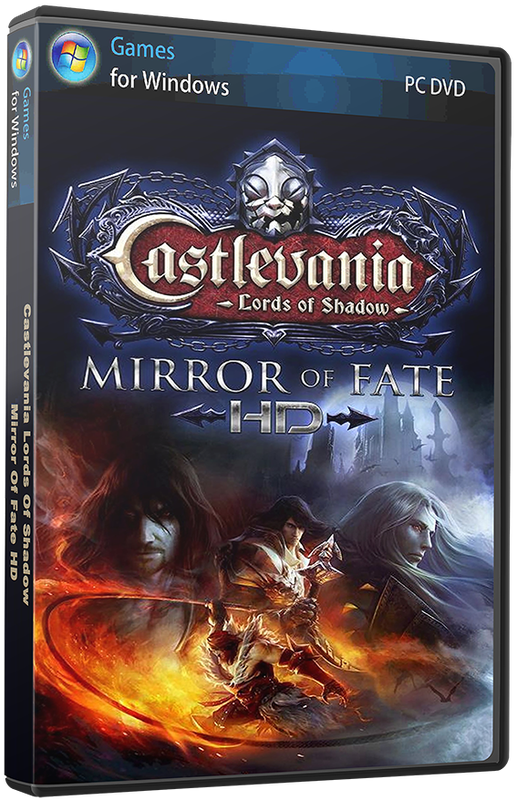 Games
for Windows
PC DVD
Castlevania
Lords of Shadow
MIRROR OF FATE
HD
Games
for Windows
Castlevania Lords Of Shadow
Mirror Of Fate HD